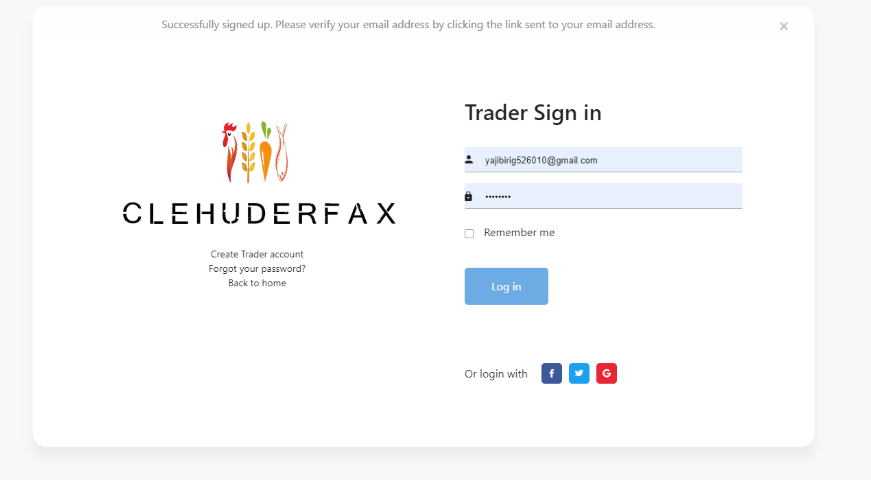 Successfully signed up. Please verify your email address by clicking the link sent to your email address.
×
Trader Sign in
yajibirig526010@gmail.com
••••••••
Remember me
Log in
Or login with
CLEHUDERFAX
Create Trader account
Forgot your password?
Back to home